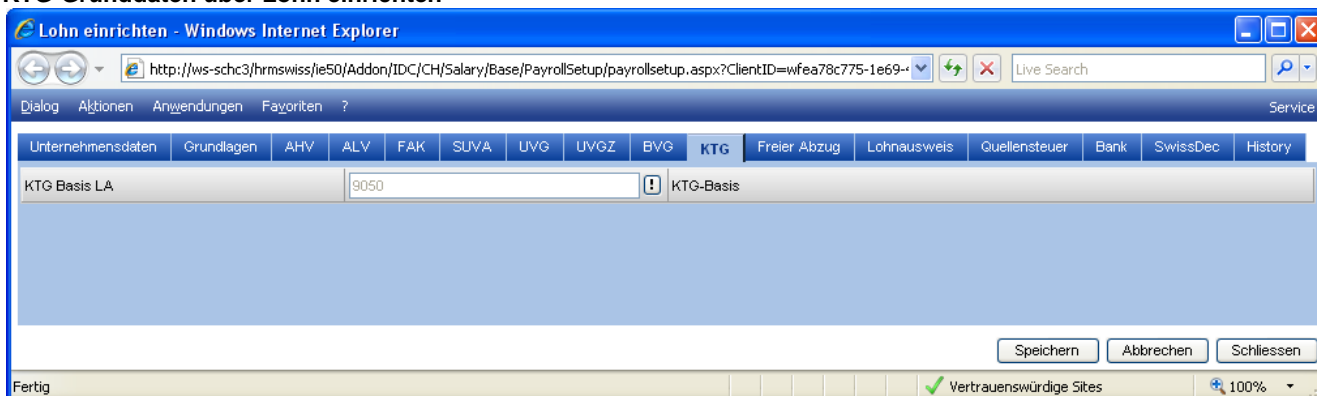 KTG Grunddaten über Lohn einrichten
Lohn einrichten - Windows Internet Explorer
http://ws-schc3/hrmswiss/ie50/Addon/IDC/CH/Salary/Base/PayrollSetup/payrollsetup.aspx?ClientID=wfea78c775-1e69-
Live Search
Dialog Aktionen Anwendungen Favoriten ? Service
Unternehmensdaten Grundlagen AHV ALV FAK SUVA UVG UVGZ BVG KTG Freier Abzug Lohnausweis Quellensteuer Bank SwissDec History
KTG Basis LA 9050 ! KTG-Basis
Speichern Abbrechen Schliessen
Fertig Vertrauenswürdige Sites 100%